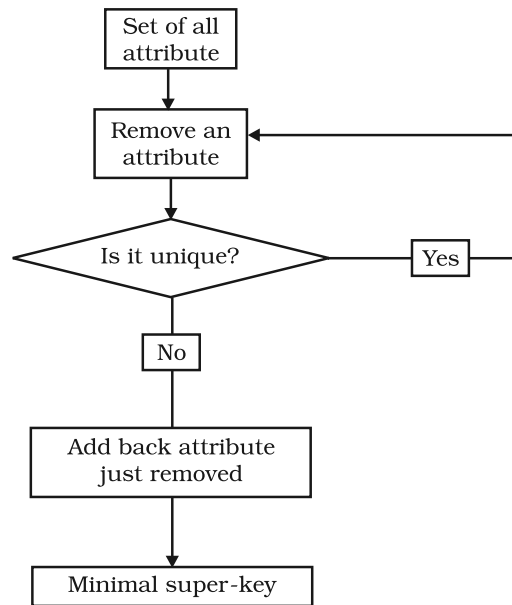 Set of all
attribute
Remove an
attribute
Is it unique?
Yes
No
Add back attribute
just removed
Minimal super-key